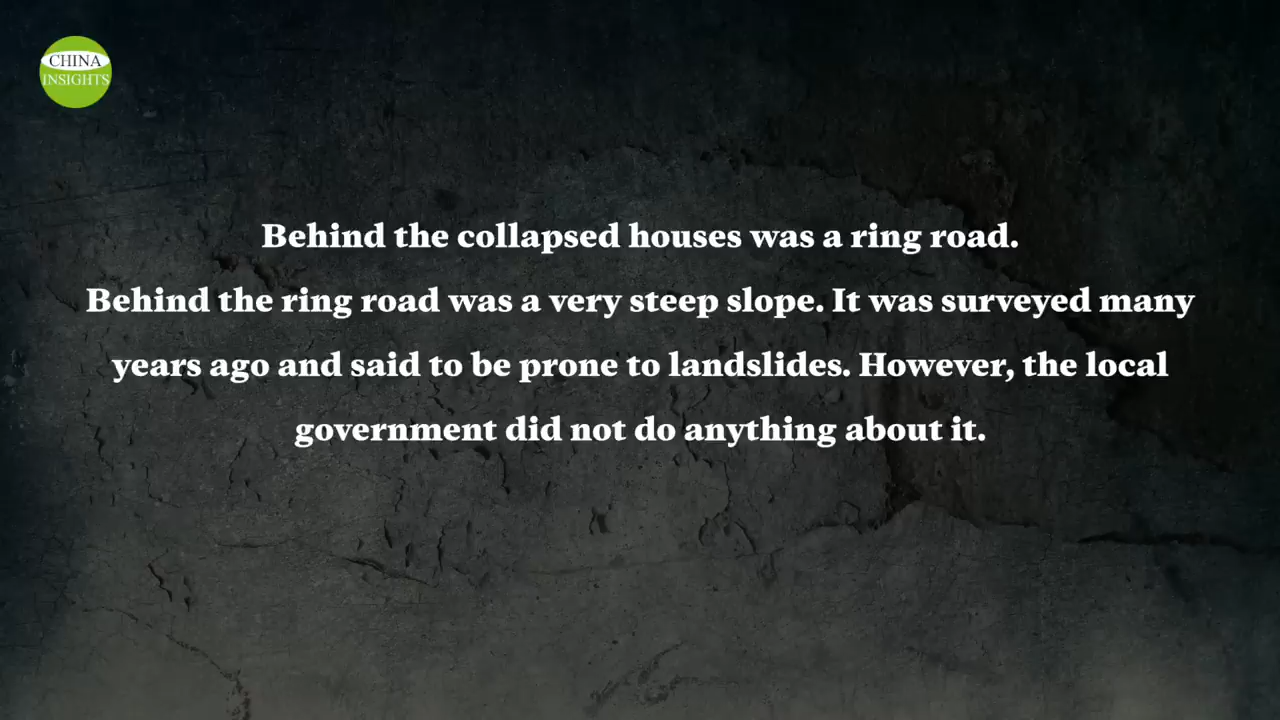 CHINA
INSIGHTS
Behind the collapsed houses was a ring road.
Behind the ring road was a very steep slope. It was surveyed many
years ago and said to be prone to landslides. However, the local
government did not do anything about it.